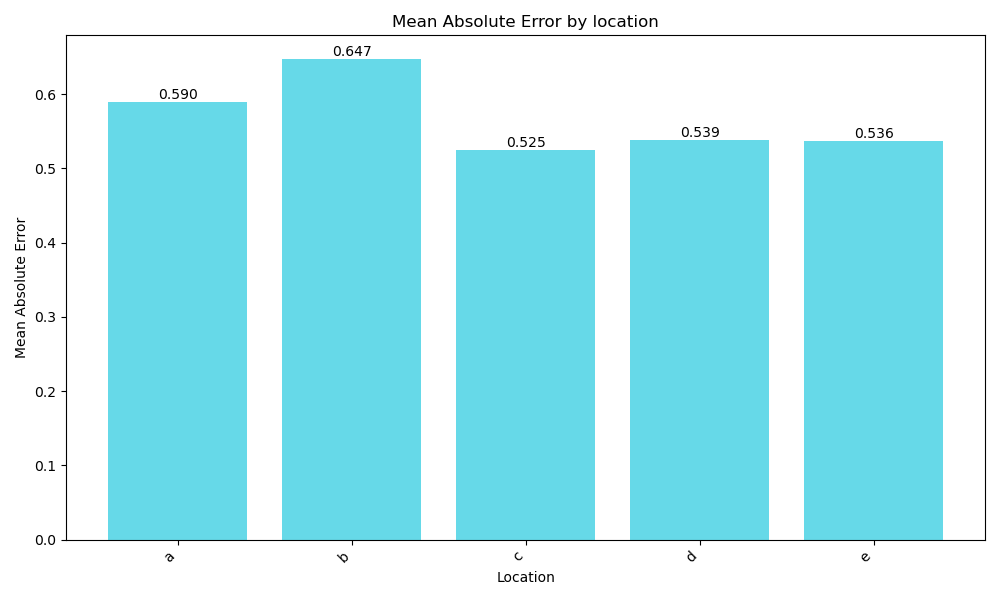 Mean Absolute Error by location
0.647
0.590
0.539
0.536
0.525
0.6
0.5
0.4
0.3
0.2
0.1
0.0
Mean Absolute Error
a
b
c
d
e
Location